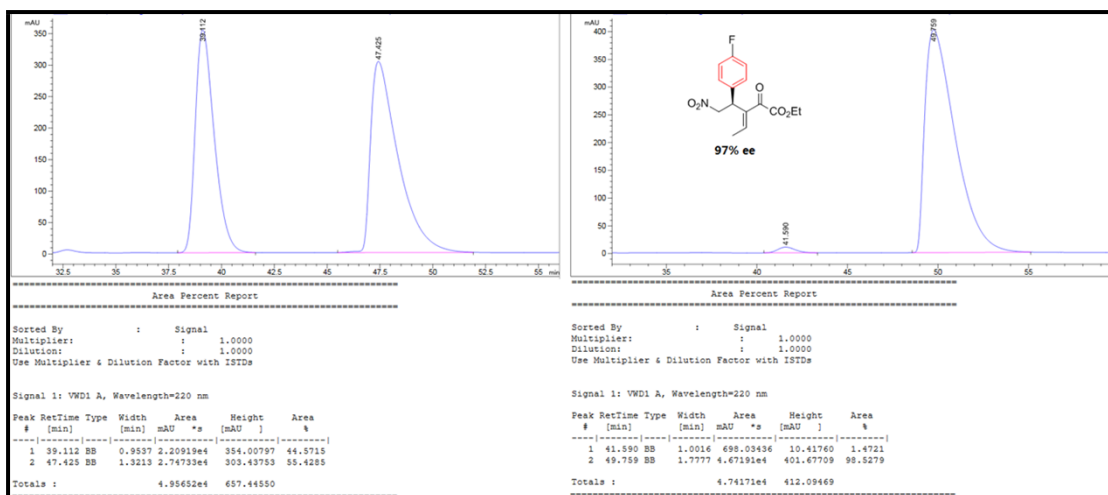 mAU
350
300
250
200
150
100
50
0
39.112
47.425
32.5 35 37.5 40 42.5 45 47.5 50 52.5 55 min
====================================================
Area Percent Report
====================================================
Sorted By : Signal
Multiplier: : 1.0000
Dilution: : 1.0000
Use Multiplier & Dilution Factor with ISTDs
Signal 1: VWD1 A, Wavelength=220 nm
Peak RetTime Type Width Area Height Area
# [min] [min] mAU *s [mAU ] %
----|-------|----|-------|----------|----------|--------|
1 39.112 BB 0.9537 2.20919e4 354.00797 44.5715
2 47.425 BB 1.3213 2.74733e4 303.43753 55.4285
Totals : 4.95652e4 657.44550
mAU
400
350
300
250
200
150
100
50
0
41.590
49.759
F
O
O₂N
CO₂Et
97% ee
35 40 45 50 55
====================================================
Area Percent Report
====================================================
Sorted By : Signal
Multiplier: : 1.0000
Dilution: : 1.0000
Use Multiplier & Dilution Factor with ISTDs
Signal 1: VWD1 A, Wavelength=220 nm
Peak RetTime Type Width Area Height Area
# [min] [min] mAU *s [mAU ] %
----|-------|----|-------|----------|----------|--------|
1 41.590 BB 1.0016 698.03436 10.41760 1.4721
2 49.759 BB 1.7777 4.67191e4 401.67709 98.5279
Totals : 4.74171e4 412.09469